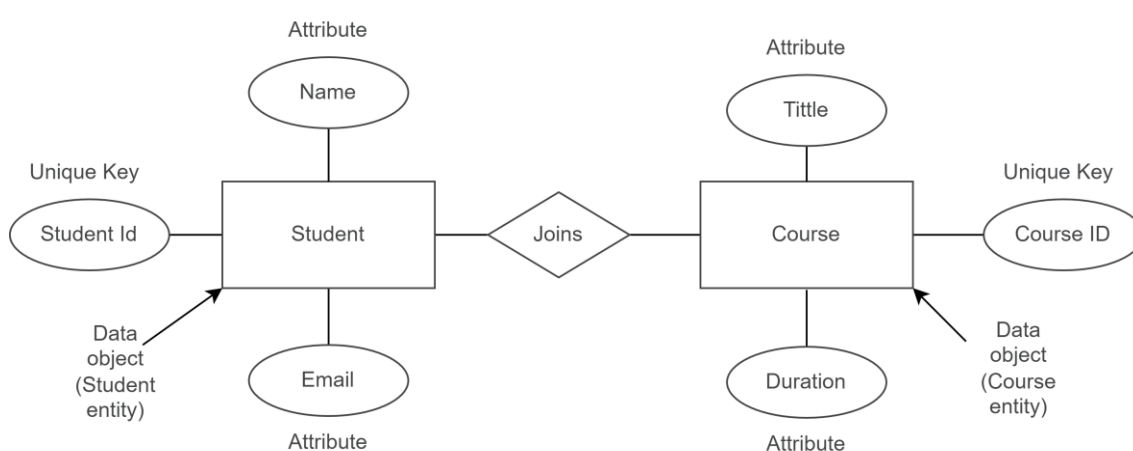 Attribute
Name
Unique Key
Student Id
Student
Email
Attribute
Data
object
(Student
entity)
Joins
Attribute
Tittle
Course
Unique Key
Course ID
Duration
Attribute
Data
object
(Course
entity)